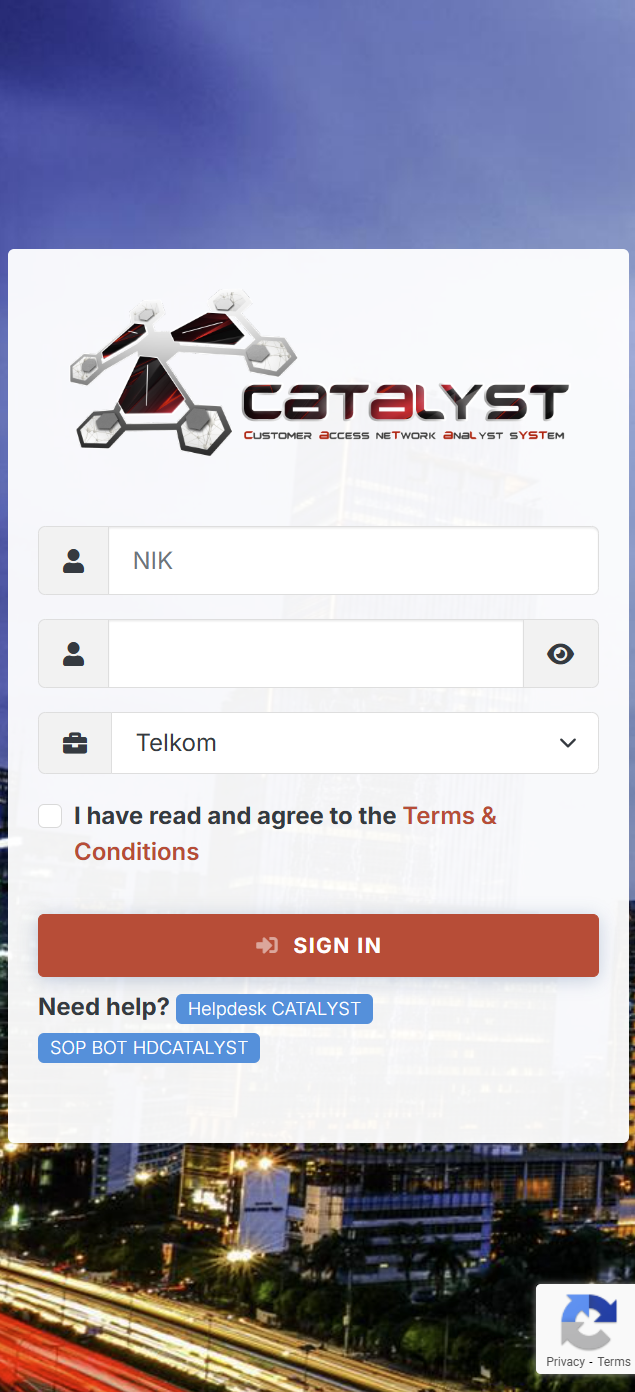 CATALYST
CUSTOMER ACCESS NETWORK ANALYST SYSTEM
NIK
Telkom
I have read and agree to the Terms &
Conditions
SIGN IN
Need help? Helpdesk CATALYST
SOP BOT HDCATALYST
Privacy - Terms